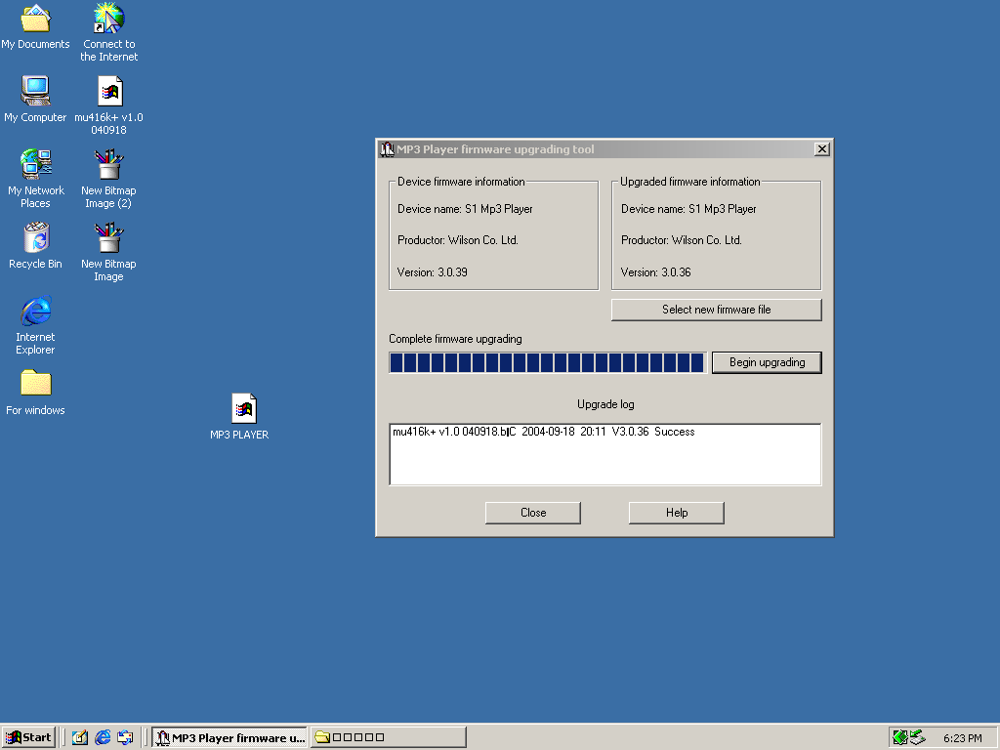 My Documents
Connect to
the Internet
My Computer
mu416k+ v1.0
040918
My Network
Places
New Bitmap
Image (2)
Recycle Bin
New Bitmap
Image
Internet
Explorer
For windows
MP3 PLAYER
MP3 Player firmware upgrading tool
Device firmware information
Device name: S1 Mp3 Player
Productor: Wilson Co. Ltd.
Version: 3.0.39
Upgraded firmware information
Device name: S1 Mp3 Player
Productor: Wilson Co. Ltd.
Version: 3.0.36
Select new firmware file
Complete firmware upgrading
Begin upgrading
Upgrade log
mu416k+ v1.0 040918.b|C 2004-09-18 20:11 V3.0.36 Success
Close
Help
Start
MP3 Player firmware u...
□□□□□
6:23 PM